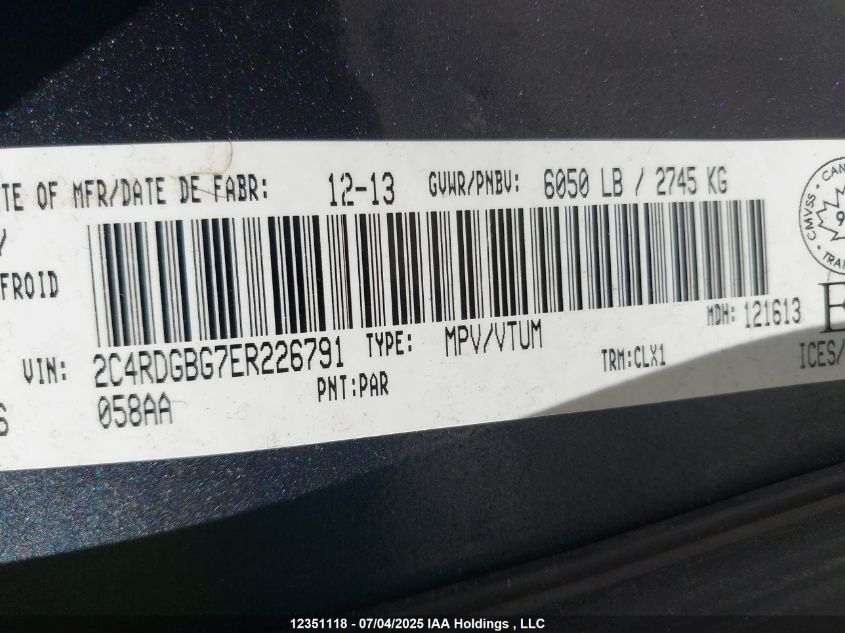 TE OF MFR/DATE DE FABR: 12-13 GVWR/PNBV: 6050 LB / 2745 KG
FROID
CMVSS
MDH: 121613
VIN: 2C4RDGBG7ER226791 TYPE: MPV/VTUM
TRM:CLX1
ICES/
PNT:PAR
058AA
12351118 - 07/04/2025 IAA Holdings , LLC